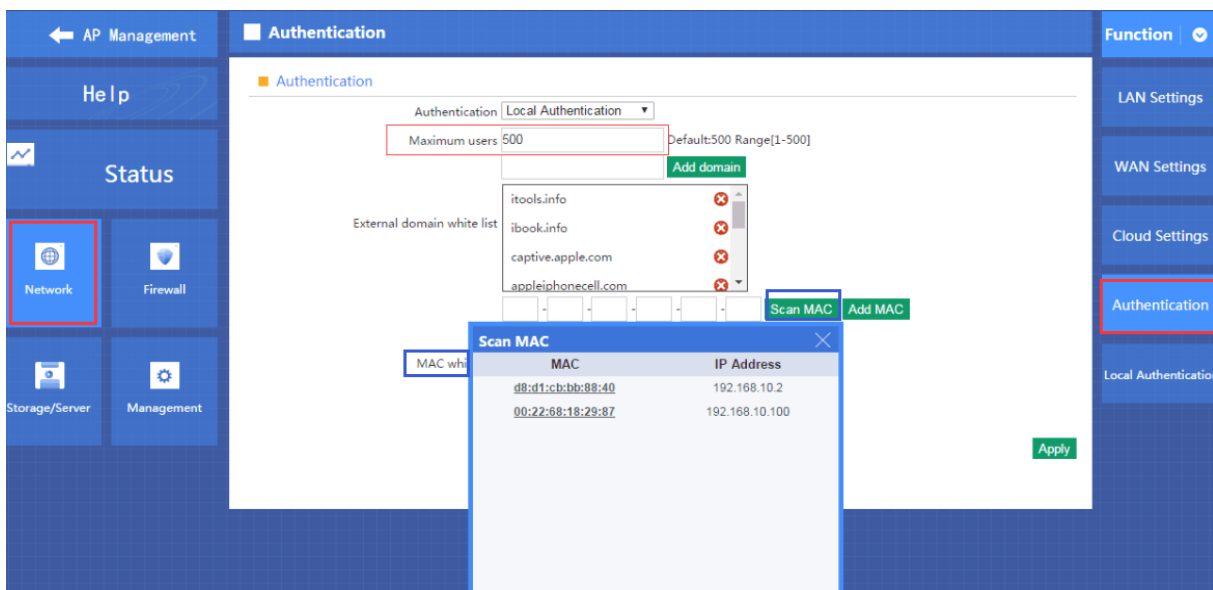 AP Management
Help
Status
Network
Firewall
Storage/Server
Management
Authentication
Authentication
Authentication Local Authentication
Maximum users 500 Default:500 Range[1-500]
Add domain
External domain white list
itools.info
ibook.info
captive.apple.com
appleiphonecell.com
- - - - - Scan MAC Add MAC
MAC whi
Scan MAC
MAC IP Address
d8:d1:cb:bb:88:40 192.168.10.2
00:22:68:18:29:87 192.168.10.100
Apply
Function
LAN Settings
WAN Settings
Cloud Settings
Authentication
Local Authenticatio